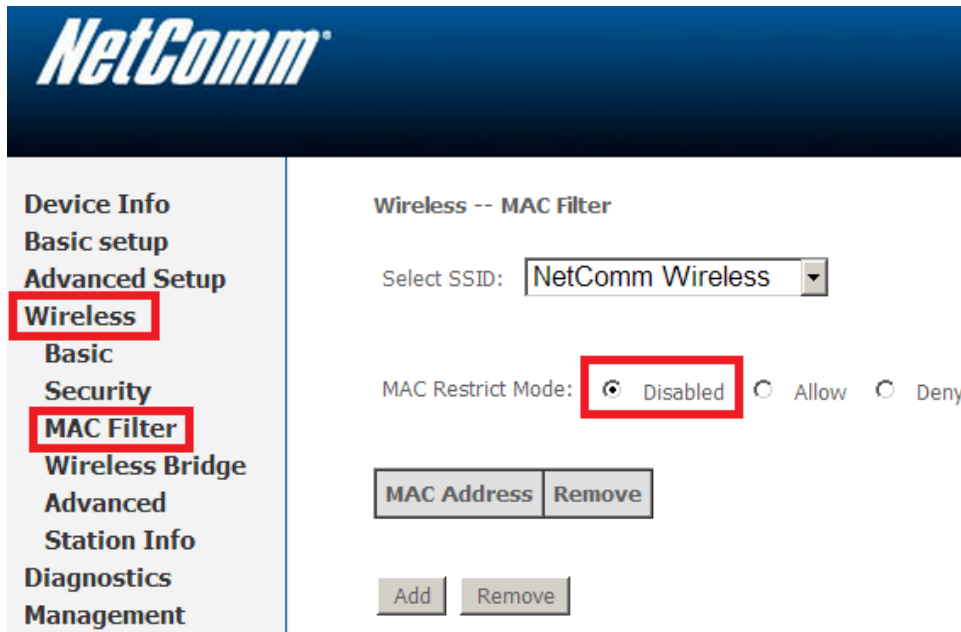 NetComm
Device Info
Basic setup
Advanced Setup
Wireless
Basic
Security
MAC Filter
Wireless Bridge
Advanced
Station Info
Diagnostics
Management
Wireless -- MAC Filter
Select SSID: NetComm Wireless
MAC Restrict Mode: Disabled Allow Deny
MAC Address Remove
Add Remove